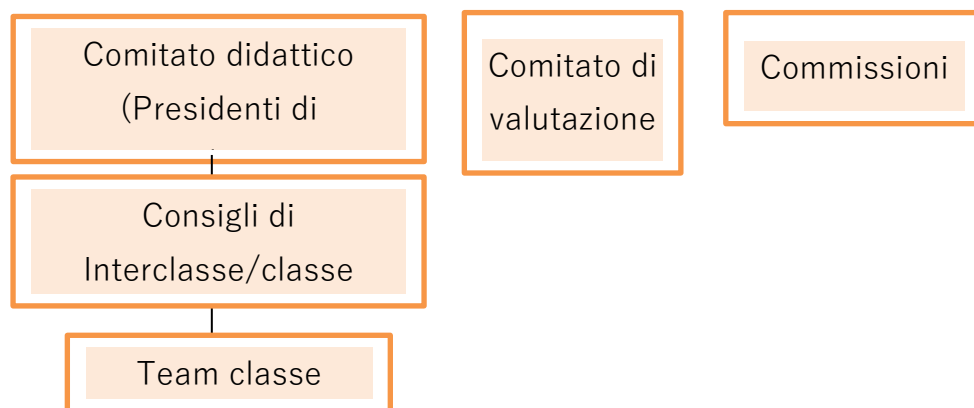 Comitato didattico
(Presidenti di
Consigli di
Interclasse/classe
Team classe
Comitato di
valutazione
Commissioni